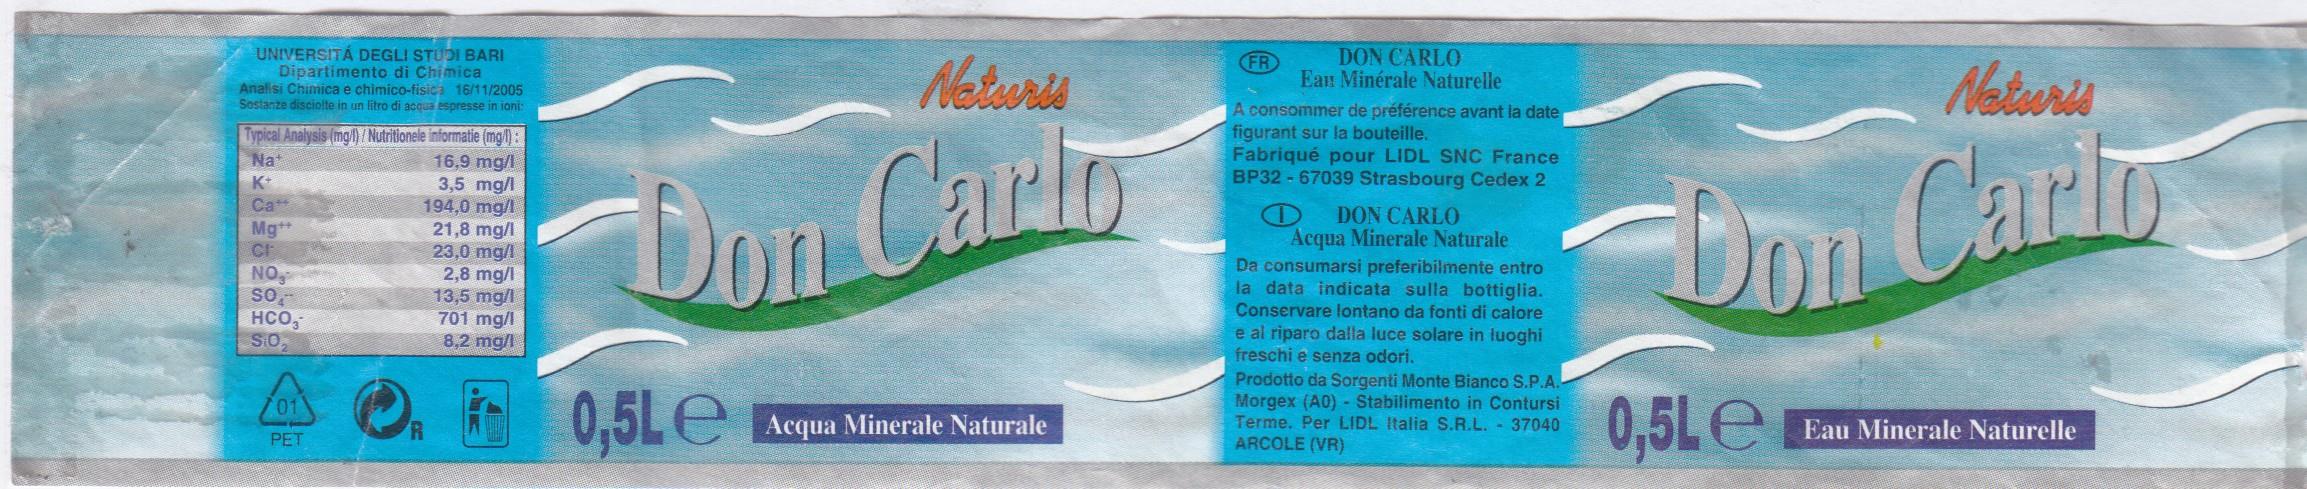 UNIVERSITÁ DEGLI STUDI BARI
Dipartimento di Chimica
Analisi Chimica e chimico-fisica 16/11/2005
Sostanze disciolte in un litro di acqua espresse in ioni:
Typical Analysis (mg/l) / Nutritionele informatie (mg/l) :
Na⁺ 16,9 mg/l
K⁺ 3,5 mg/l
Ca⁺⁺ 194,0 mg/l
Mg⁺⁺ 21,8 mg/l
Cl⁻ 23,0 mg/l
NO₃⁻ 2,8 mg/l
SO₄⁻⁻ 13,5 mg/l
HCO₃⁻ 701 mg/l
SiO₂ 8,2 mg/l
01
PET
R
Naturis
Don Carlo
0,5L e
Acqua Minerale Naturale
FR DON CARLO
Eau Minérale Naturelle
A consommer de préférence avant la date
figurant sur la bouteille.
Fabriqué pour LIDL SNC France
BP32 - 67039 Strasbourg Cedex 2
I DON CARLO
Acqua Minerale Naturale
Da consumarsi preferibilmente entro
la data indicata sulla bottiglia.
Conservare lontano da fonti di calore
e al riparo dalla luce solare in luoghi
freschi e senza odori.
Prodotto da Sorgenti Monte Bianco S.P.A.
Morgex (A0) - Stabilimento in Contursi
Terme. Per LIDL Italia S.R.L. - 37040
ARCOLE (VR)
Naturis
Don Carlo
0,5L e
Eau Minerale Naturelle